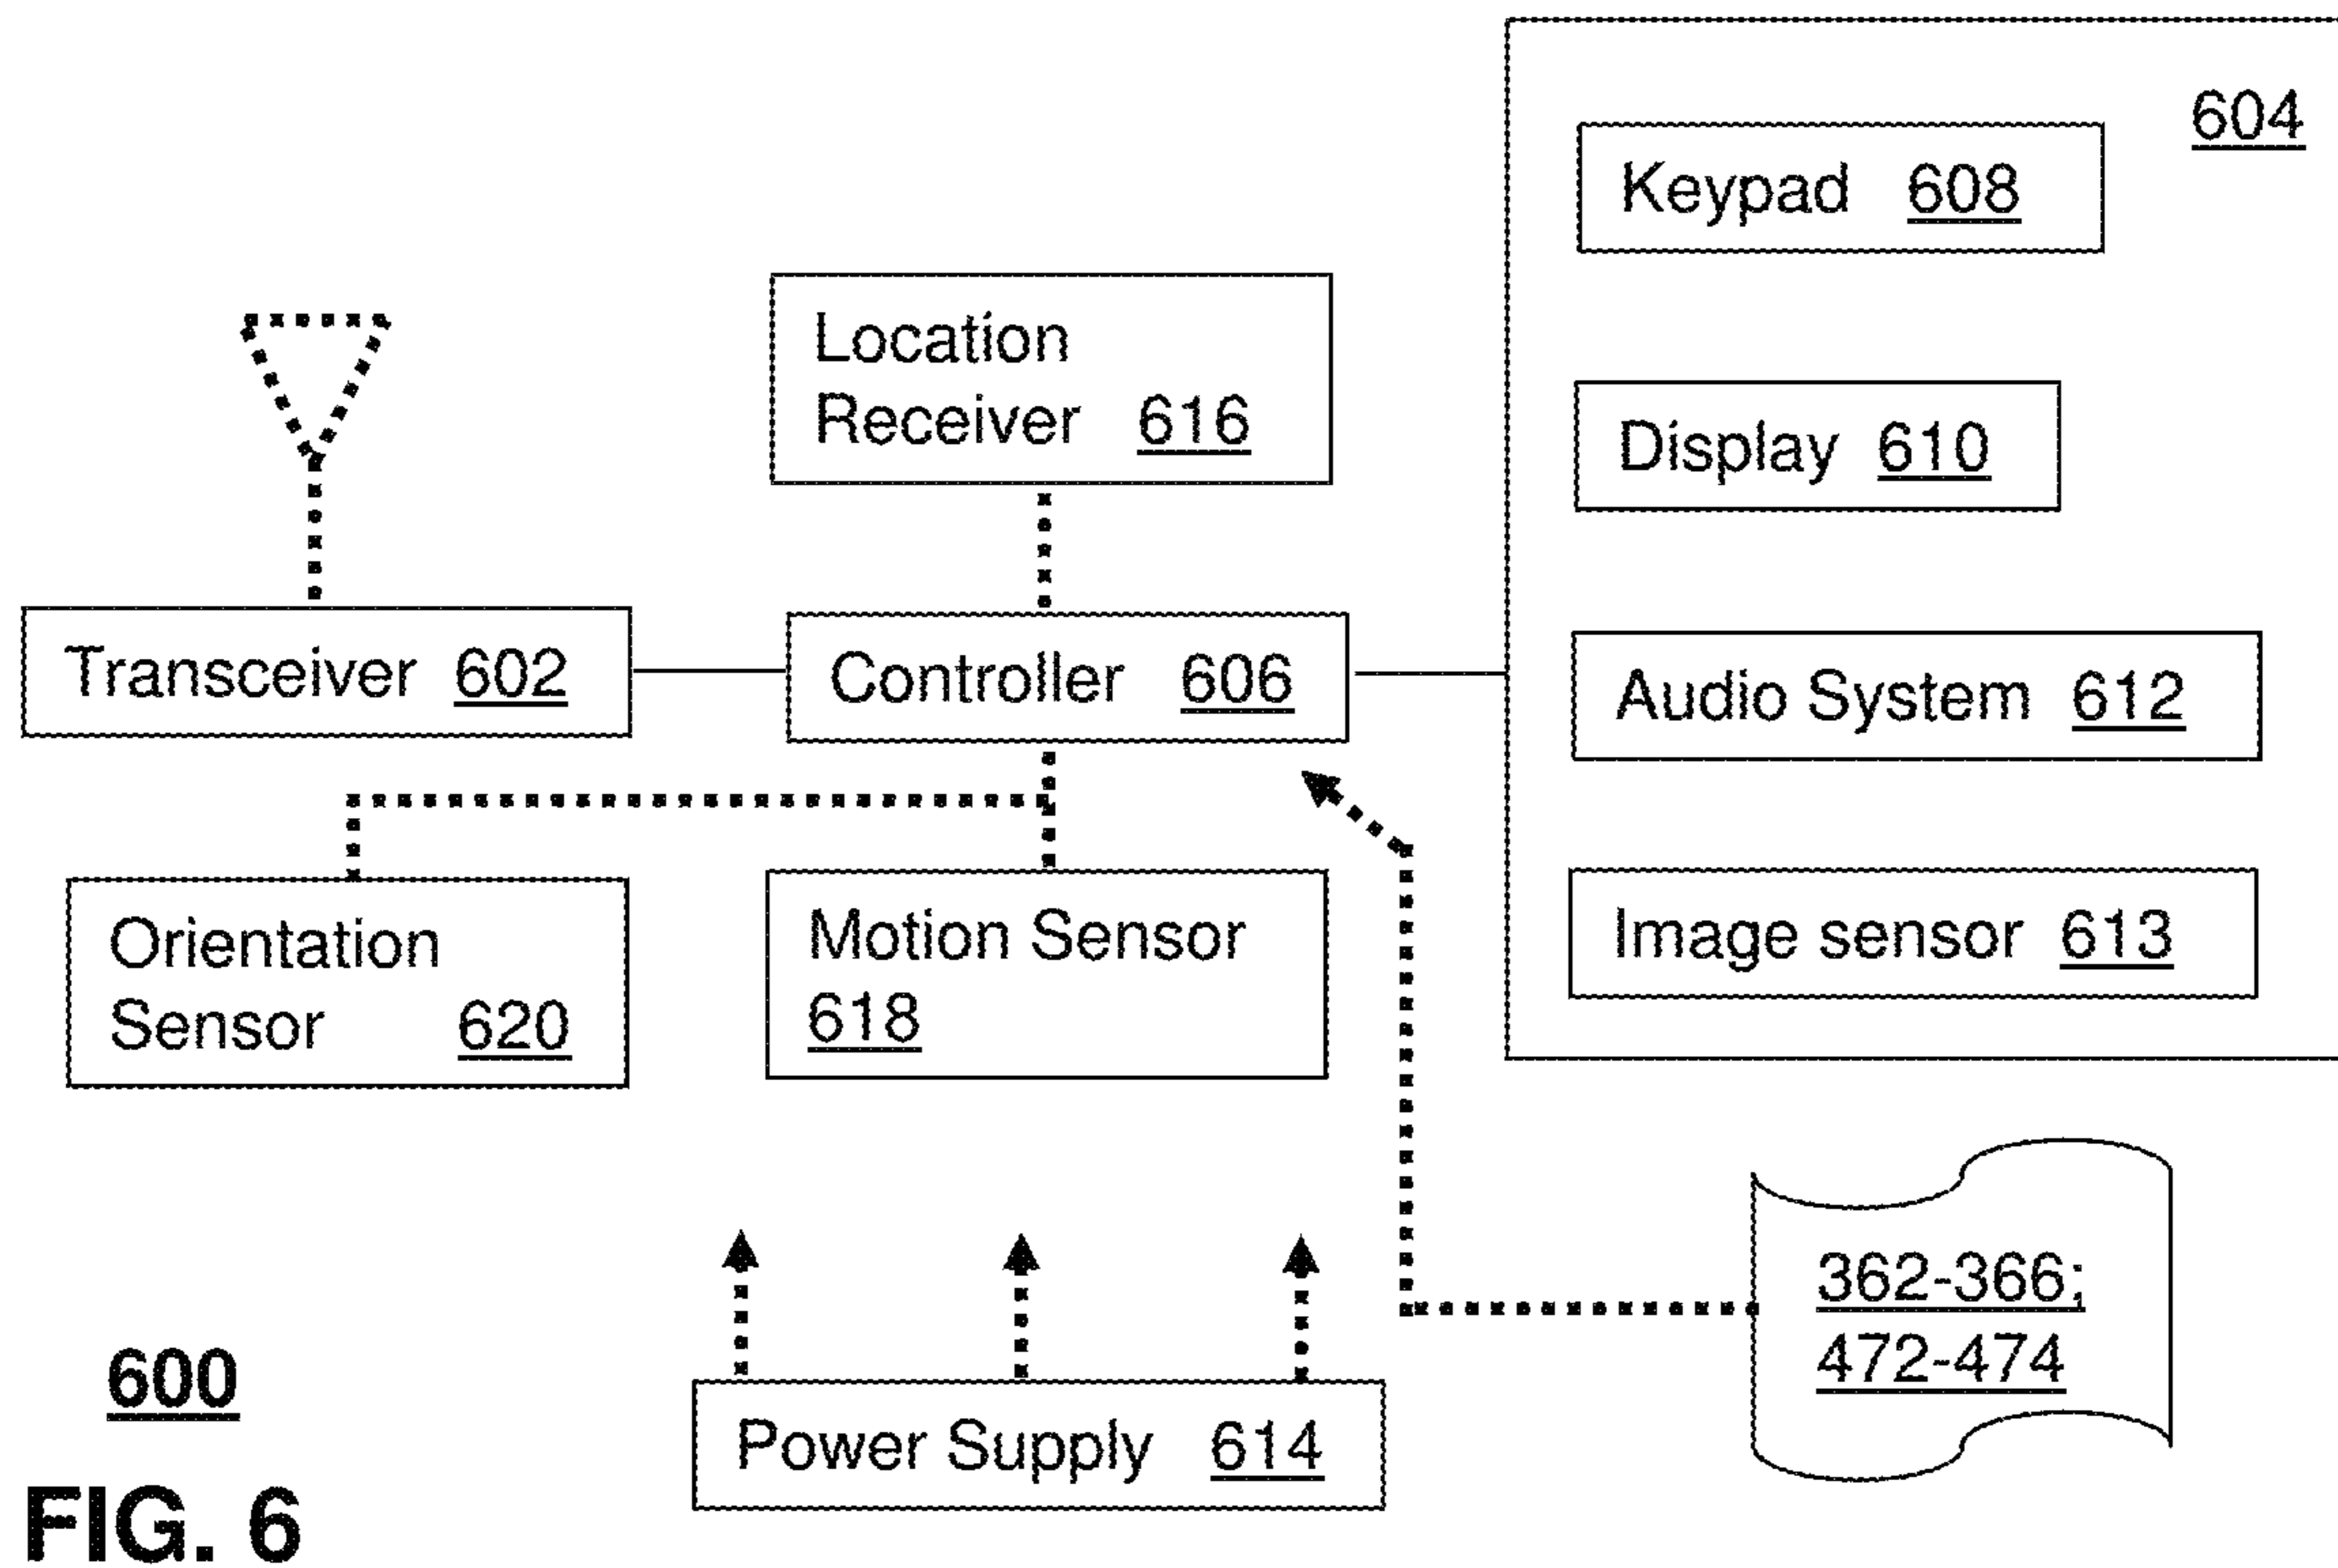 604
Keypad 608
Location
Receiver 616
Display 610
Transceiver 602
Controller 606
Audio System 612
Orientation
Sensor 620
Motion Sensor
618
Image sensor 613
362-366;
472-474
600
Power Supply 614
FIG. 6